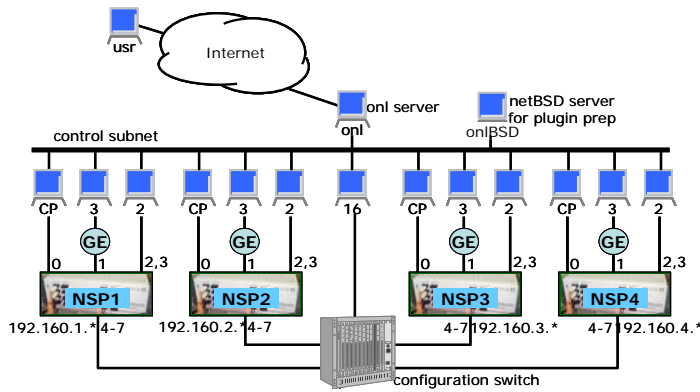 usr
Internet
onl server
onl
netBSD server
for plugin prep
onlBSD
control subnet
CP 3 2 CP 3 2 16 CP 3 2 CP 3 2
GE GE GE GE
0 1 2,3 0 1 2,3 0 1 2,3 0 1 2,3
NSP1 NSP2 NSP3 NSP4
192.160.1.* 4-7 192.160.2.* 4-7 4-7 192.160.3.* 4-7 192.160.4.*
configuration switch